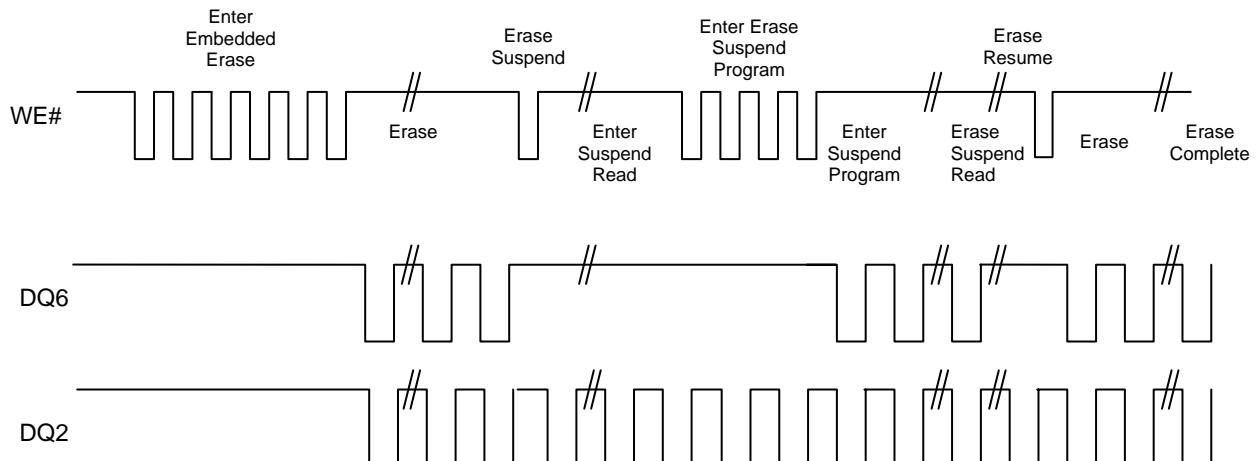 Enter
Embedded
Erase
Erase
Suspend
Enter Erase
Suspend
Program
Erase
Resume
WE#
Erase
Enter
Suspend
Read
Enter
Suspend
Program
Erase
Suspend
Read
Erase
Erase
Complete
DQ6
DQ2